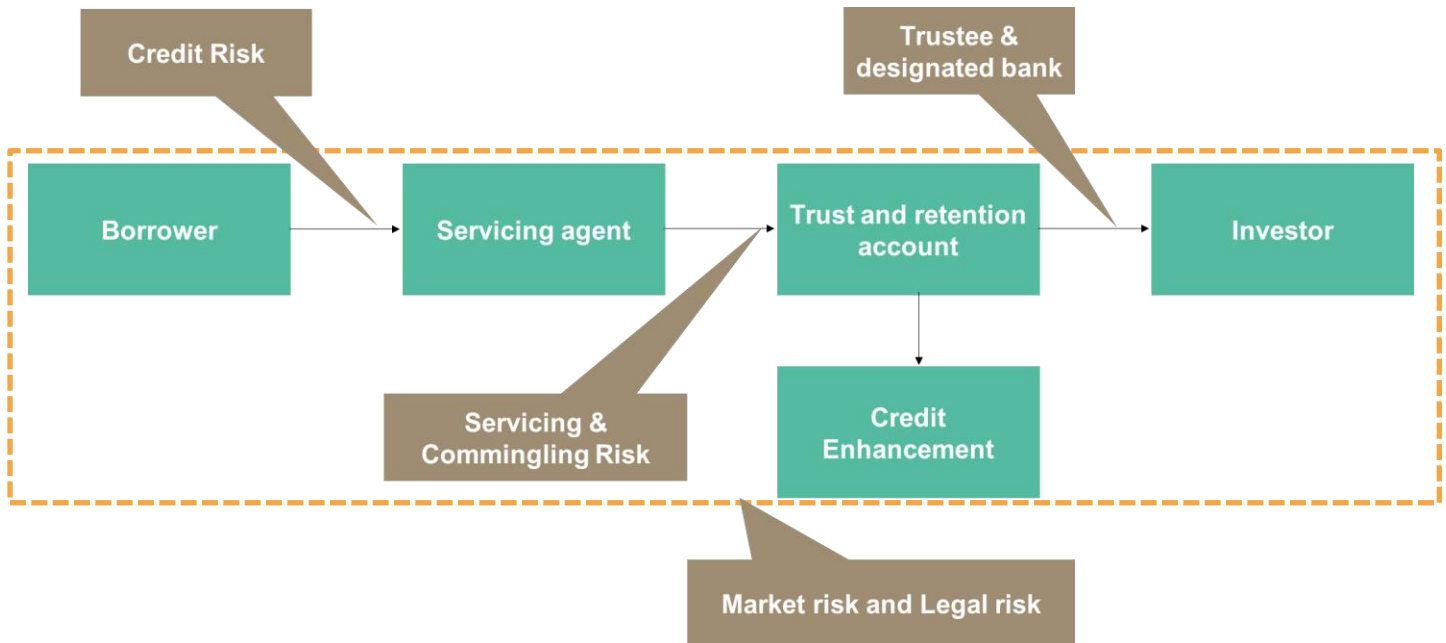 Credit Risk
Trustee &
designated bank
Borrower
Servicing agent
Trust and retention
account
Investor
Servicing &
Commingling Risk
Credit
Enhancement
Market risk and Legal risk